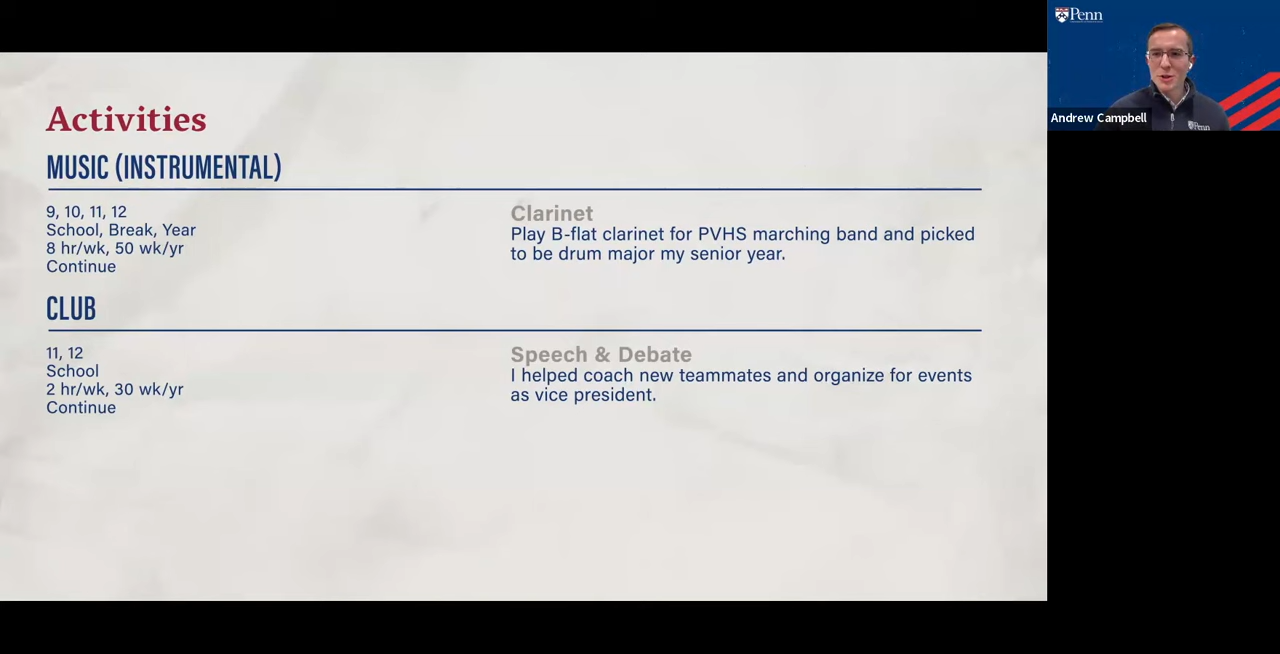 Activities
MUSIC (INSTRUMENTAL)
9, 10, 11, 12
School, Break, Year
8 hr/wk, 50 wk/yr
Continue
Clarinet
Play B-flat clarinet for PVHS marching band and picked
to be drum major my senior year.
CLUB
11, 12
School
2 hr/wk, 30 wk/yr
Continue
Speech & Debate
I helped coach new teammates and organize for events
as vice president.
Penn
Penn
Andrew Campbell